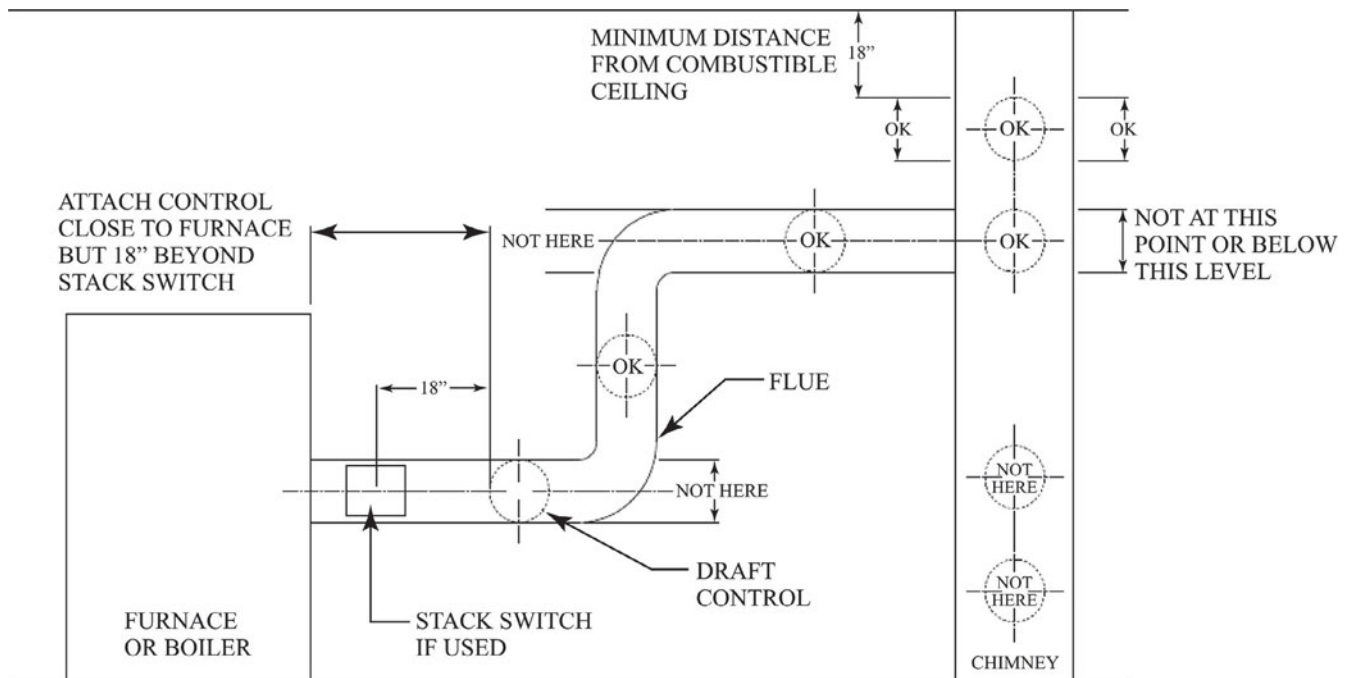 MINIMUM DISTANCE
FROM COMBUSTIBLE
CEILING
18”
OK
OK
OK
ATTACH CONTROL
CLOSE TO FURNACE
BUT 18” BEYOND
STACK SWITCH
NOT HERE
OK
OK
NOT AT THIS
POINT OR BELOW
THIS LEVEL
OK
18”
FLUE
NOT HERE
NOT
HERE
DRAFT
CONTROL
NOT
HERE
FURNACE
OR BOILER
STACK SWITCH
IF USED
CHIMNEY